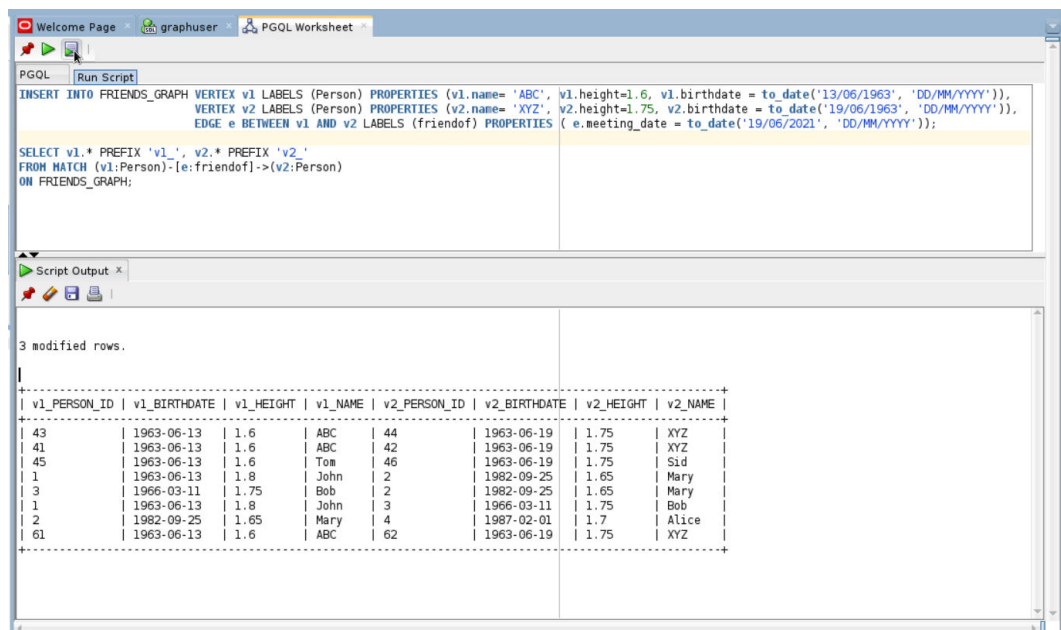 Welcome Page graphuser PGQL Worksheet
PGQL Run Script
INSERT INTO FRIENDS_GRAPH VERTEX v1 LABELS (Person) PROPERTIES (v1.name= 'ABC', v1.height=1.6, v1.birthdate = to_date('13/06/1963', 'DD/MM/YYYY')),
VERTEX v2 LABELS (Person) PROPERTIES (v2.name= 'XYZ', v2.height=1.75, v2.birthdate = to_date('19/06/1963', 'DD/MM/YYYY')),
EDGE e BETWEEN v1 AND v2 LABELS (friendof) PROPERTIES ( e.meeting_date = to_date('19/06/2021', 'DD/MM/YYYY'));
SELECT v1.* PREFIX 'v1_', v2.* PREFIX 'v2_'
FROM MATCH (v1:Person)-[e:friendof]->(v2:Person)
ON FRIENDS_GRAPH;
Script Output
3 modified rows.
| v1_PERSON_ID | v1_BIRTHDATE | v1_HEIGHT | v1_NAME | v2_PERSON_ID | v2_BIRTHDATE | v2_HEIGHT | v2_NAME |
| 43 | 1963-06-13 | 1.6 | ABC | 44 | 1963-06-19 | 1.75 | XYZ |
| 41 | 1963-06-13 | 1.6 | ABC | 42 | 1963-06-19 | 1.75 | XYZ |
| 45 | 1963-06-13 | 1.6 | Tom | 46 | 1963-06-19 | 1.75 | Sid |
| 1 | 1963-06-13 | 1.8 | John | 2 | 1982-09-25 | 1.65 | Mary |
| 3 | 1966-03-11 | 1.75 | Bob | 2 | 1982-09-25 | 1.65 | Mary |
| 1 | 1963-06-13 | 1.8 | John | 3 | 1966-03-11 | 1.75 | Bob |
| 2 | 1982-09-25 | 1.65 | Mary | 4 | 1987-02-01 | 1.7 | Alice |
| 61 | 1963-06-13 | 1.6 | ABC | 62 | 1963-06-19 | 1.75 | XYZ |